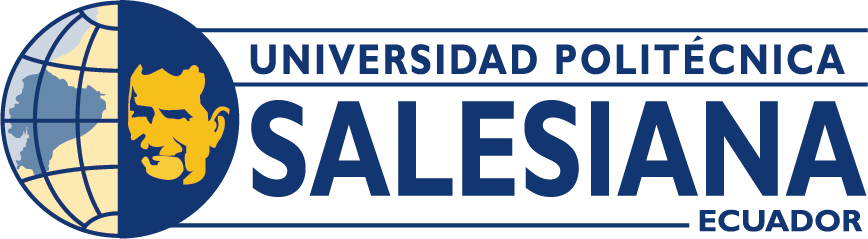 UNIVERSIDAD POLITÉCNICA
SALESIANA
ECUADOR